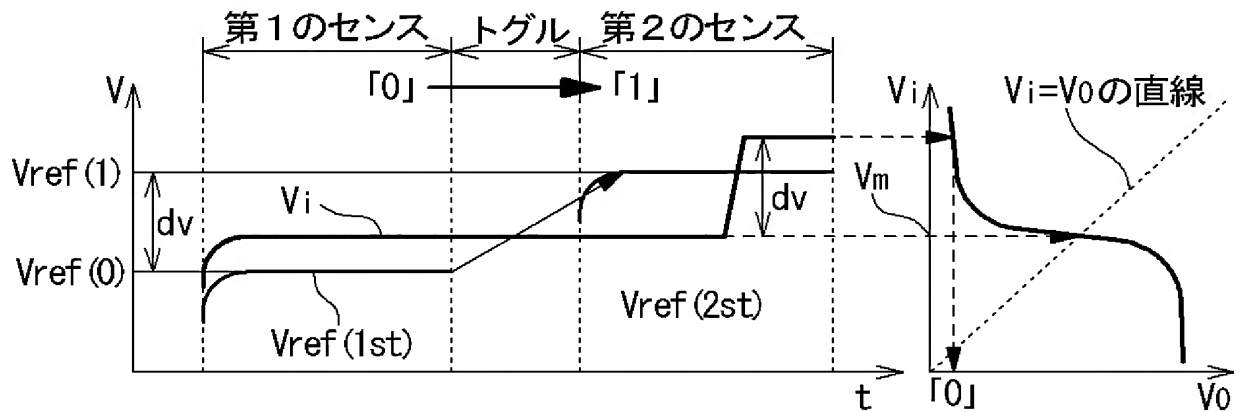 第1のセンス
トグル
第2のセンス
「0」
「1」
V
Vref(1)
dv
Vref(0)
Vi
Vref(1st)
Vref(2st)
dv
t
Vi
Vi=V0の直線
Vm
「0」
V0